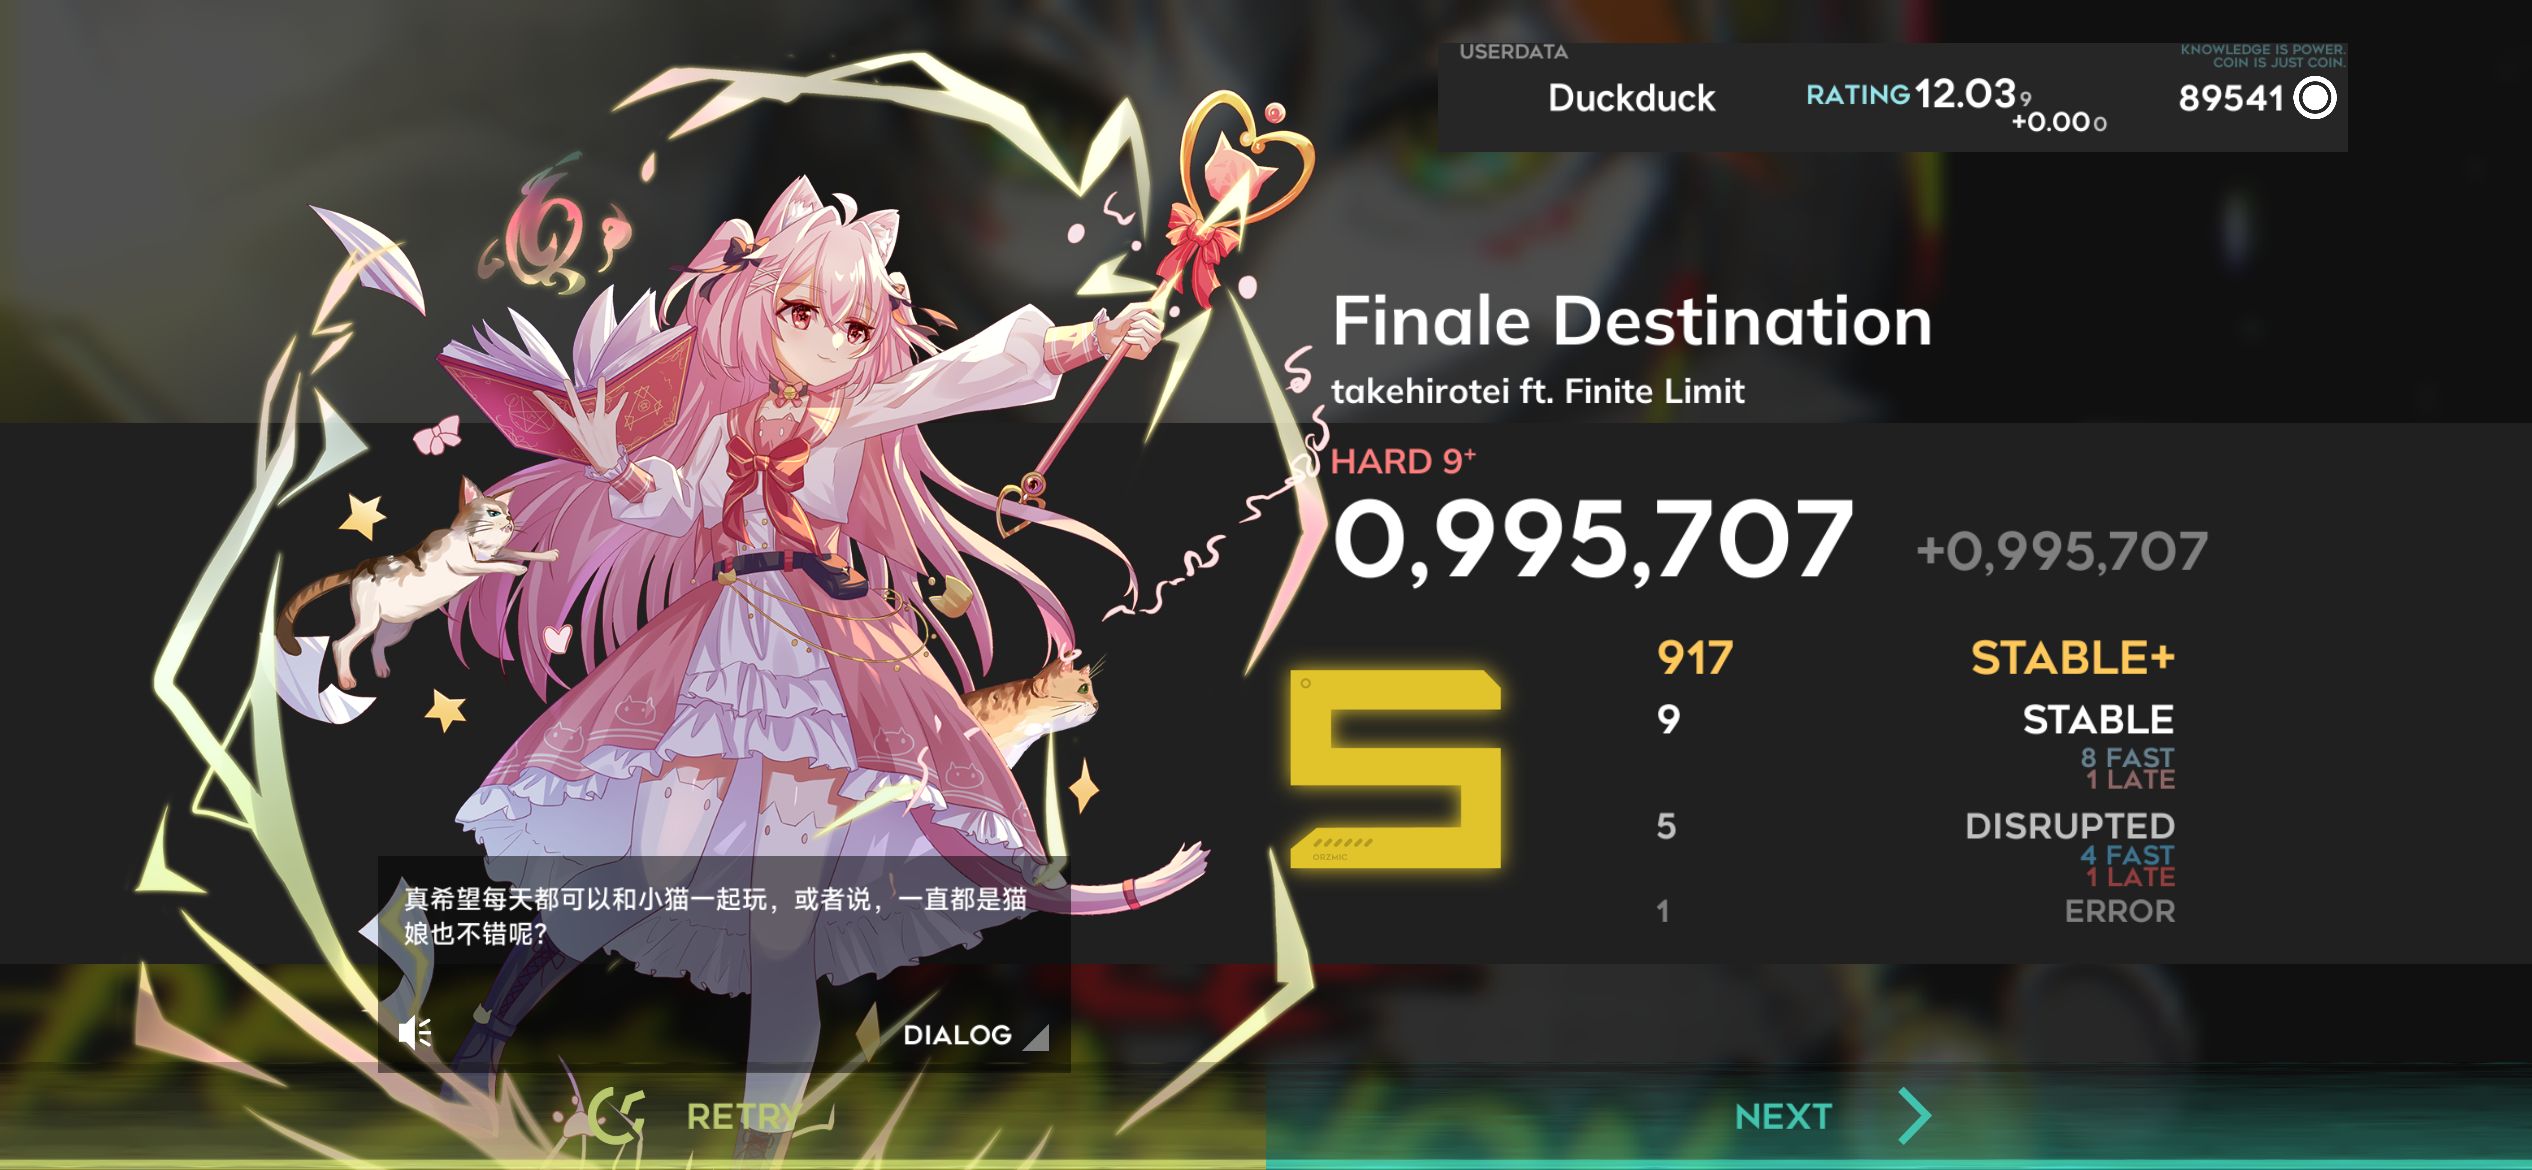 USERDATA
KNOWLEDGE IS POWER.
COIN IS JUST COIN.
Duckduck
RATING 12.039
+0.000
89541
Finale Destination
takehirotei ft. Finite Limit
HARD 9+
0,995,707 +0,995,707
917 STABLE+
9 STABLE
8 FAST
1 LATE
5 DISRUPTED
4 FAST
1 LATE
1 ERROR
ORZMIC
真希望每天都可以和小猫一起玩，或者说，一直都是猫
娘也不错呢？
DIALOG
RETRY
NEXT